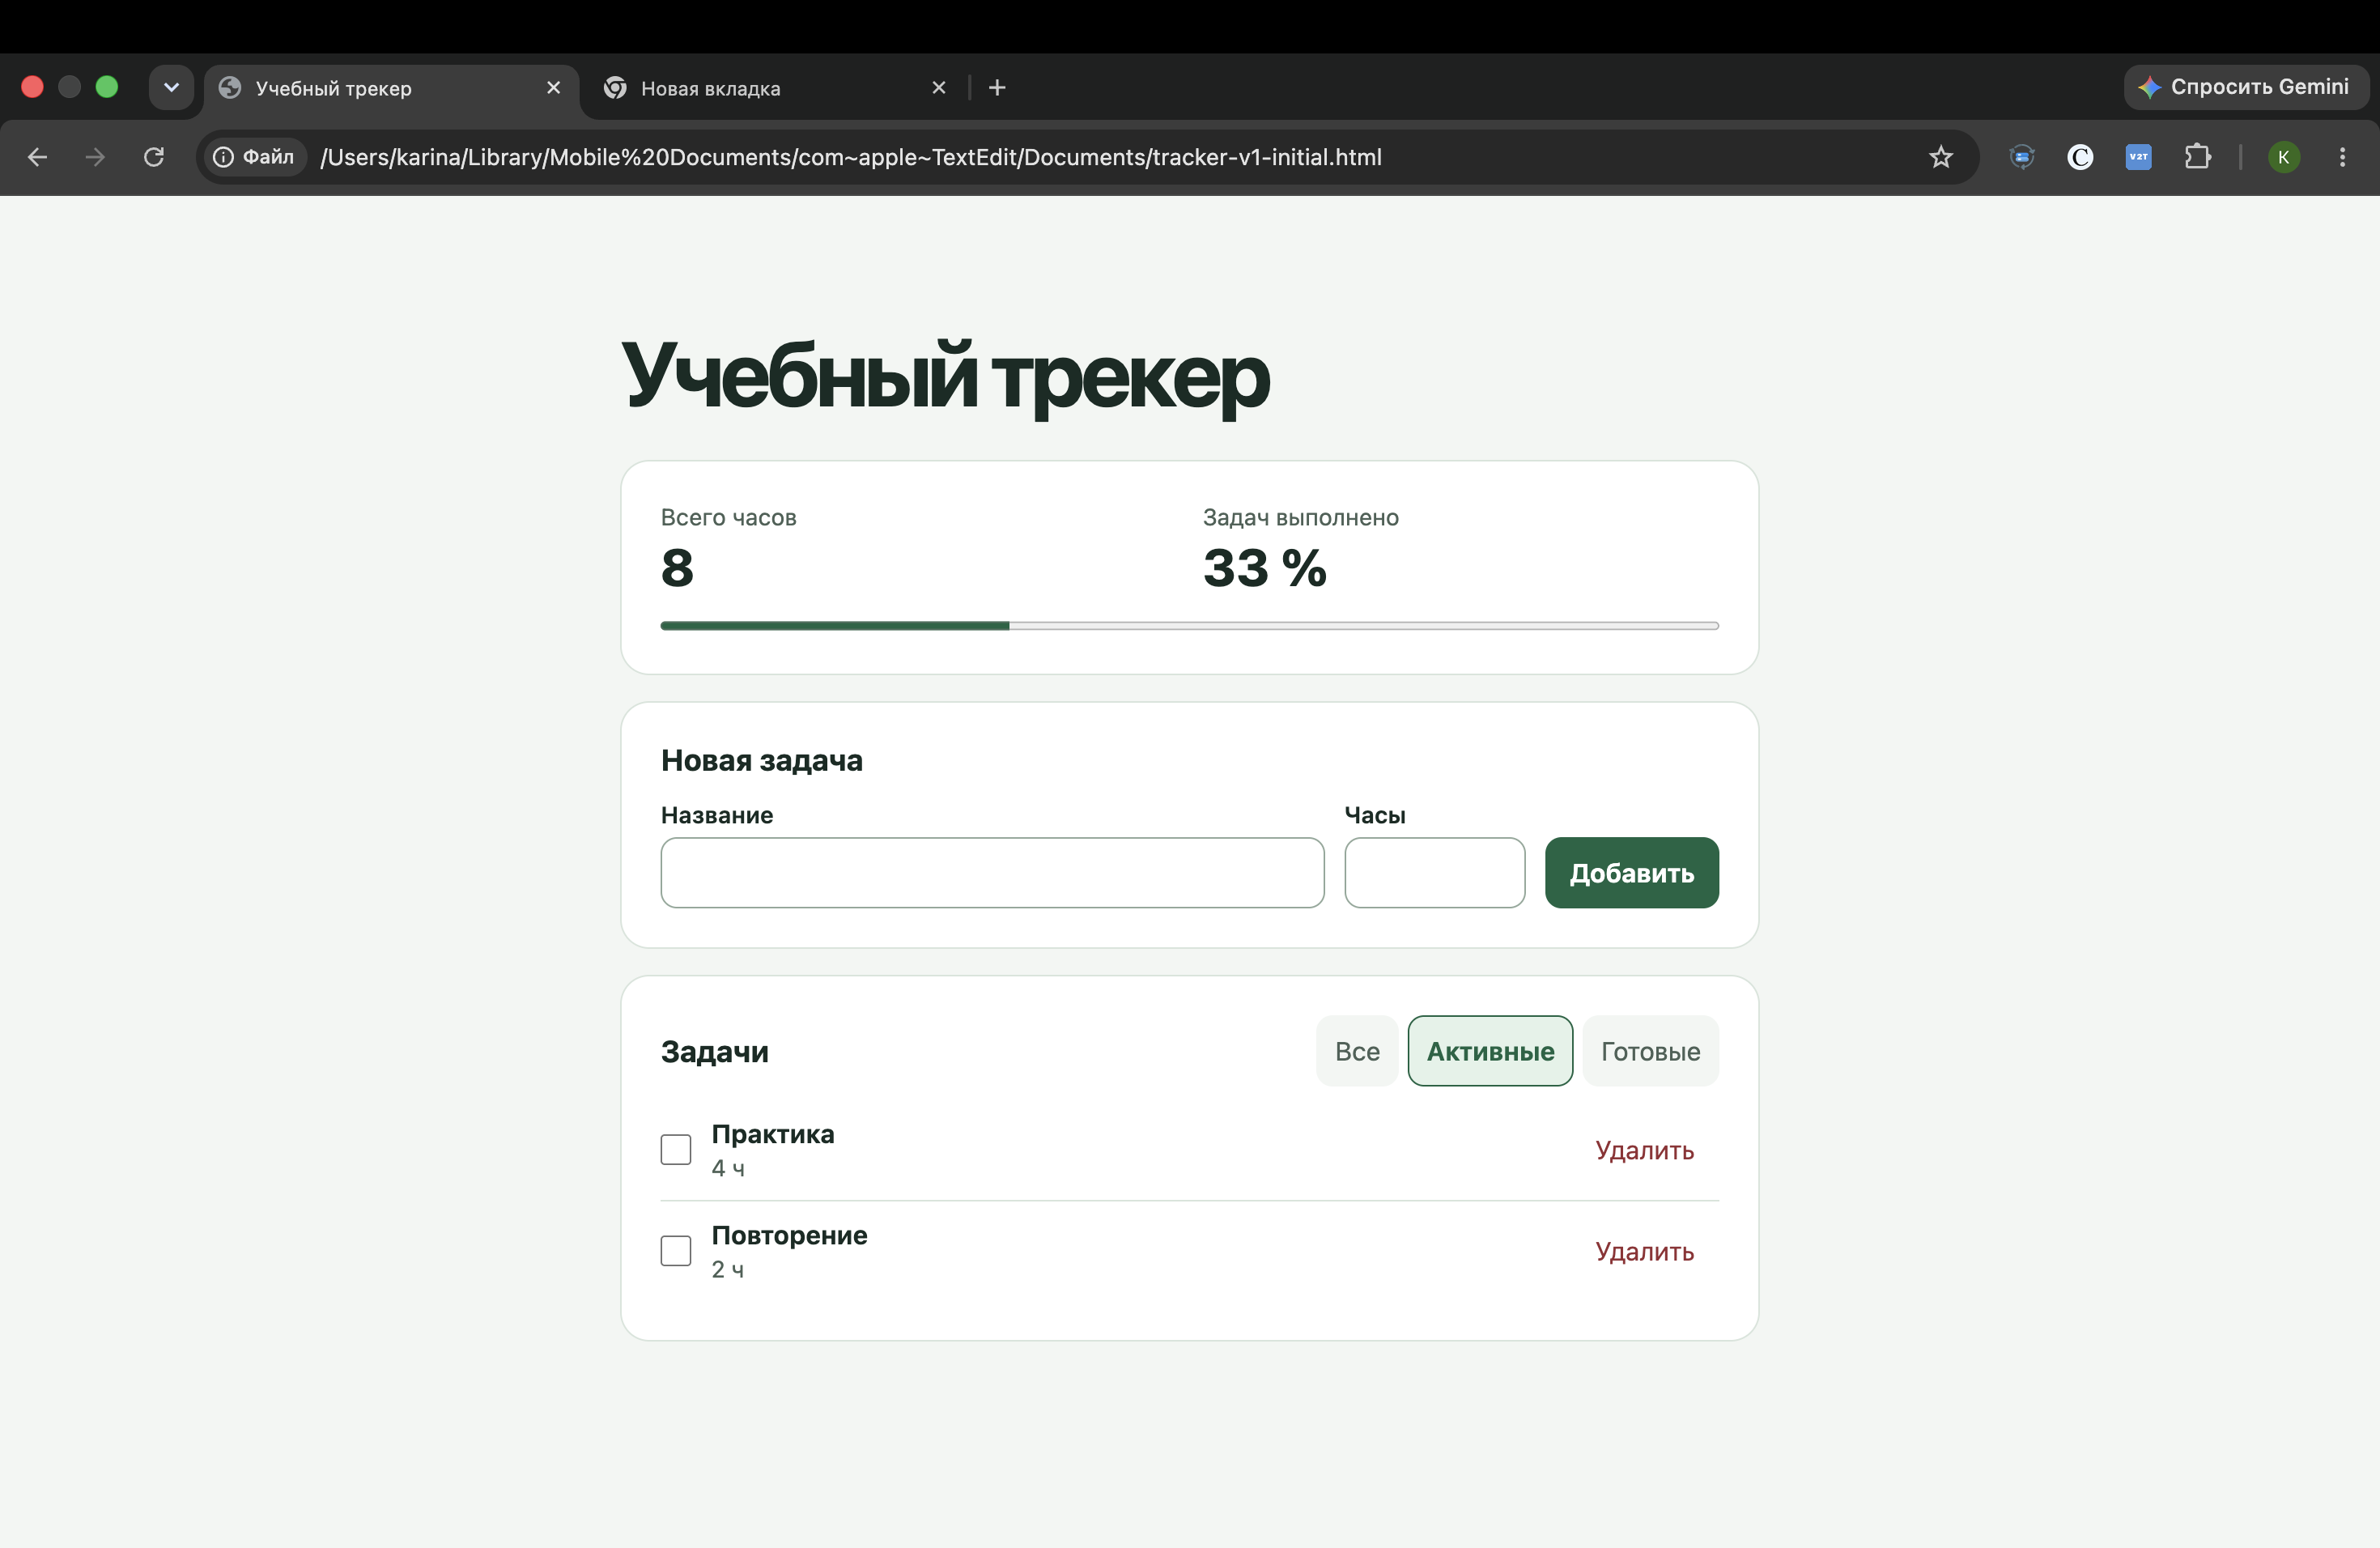 Учебный трекер
Новая вкладка
Спросить Gemini
Файл
/Users/karina/Library/Mobile%20Documents/com~apple~TextEdit/Documents/tracker-v1-initial.html
C
V2T
K
Учебный трекер
Всего часов
Задач выполнено
8
33 %
Новая задача
Название
Часы
Добавить
Задачи
Все
Активные
Готовые
Практика
4 ч
Удалить
Повторение
2 ч
Удалить